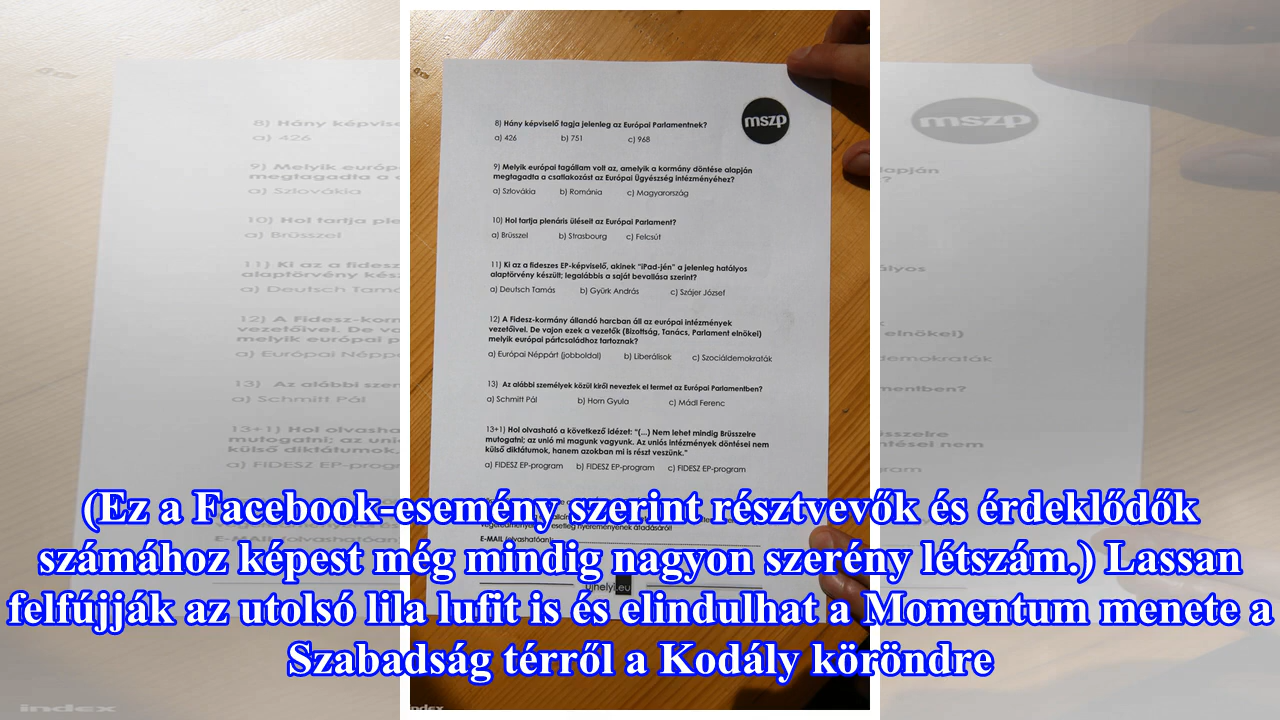 mszp
8) Hány képviselő tagja jelenleg az Európai Parlamentnek?
a) 426 b) 751 c) 968
9) Melyik európai tagállam volt az, amelyik a kormány döntése alapján
megtagadta a csatlakozást az Európai Ügyészség intézményéhez?
a) Szlovákia b) Románia c) Magyarország
10) Hol tartja plenáris üléseit az Európai Parlament?
a) Brüsszel b) Strasbourg c) Felcsút
11) Ki az a fideszes EP-képviselő, akinek "iPad-jén" a jelenleg hatályos
alaptörvény készült; legalábbis a saját bevallása szerint?
a) Deutsch Tamás b) Gyürk András c) Szájer József
12) A Fidesz-kormány állandó harcban áll az európai intézmények
vezetőivel. De vajon ezek a vezetők (Bizottság, Tanács, Parlament elnökei)
melyik európai pártcsaládhoz tartoznak?
a) Európai Néppárt (jobboldal) b) Liberálisok c) Szociáldemokraták
13) Az alábbi személyek közül kiről neveztek el termet az Európai Parlamentben?
a) Schmitt Pál b) Horn Gyula c) Mádl Ferenc
13+1) Hol olvasható a következő idézet: "(...) Nem lehet mindig Brüsszelre
mutogatni; az unió mi magunk vagyunk. Az uniós intézmények döntései nem
külső diktátumok, hanem azokban mi is részt veszünk."
a) FIDESZ EP-program b) FIDESZ EP-program c) FIDESZ EP-program
(Ez a Facebook-esemény szerint résztvevők és érdeklődők
számához képest még mindig nagyon szerény létszám.) Lassan
felfújják az utolsó lila lufit is és elindulhat a Momentum menete a
Szabadság térről a Kodály köröndre
E-MAIL (olvashatóan):
ujhelyi.eu
index